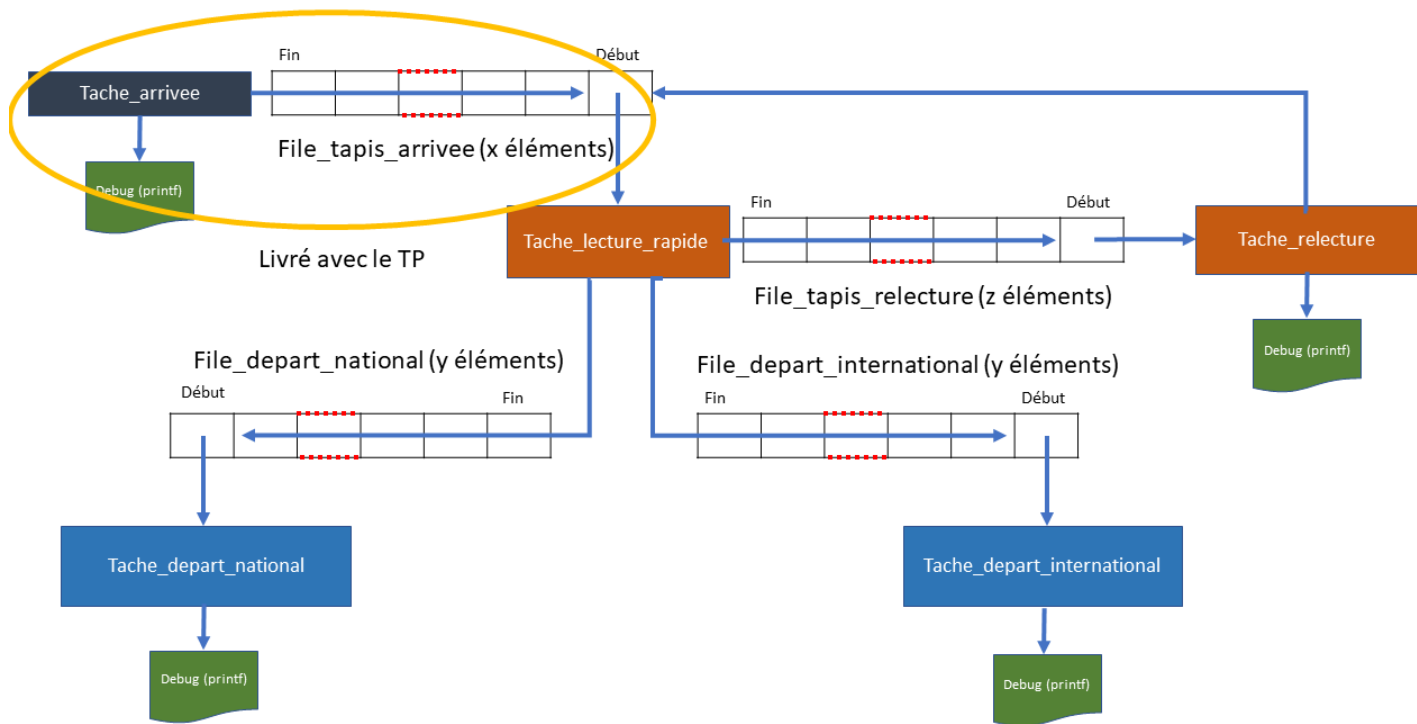 Fin
Début
Tache_arrivee
File_tapis_arrivee (x éléments)
Debug (printf)
Livré avec le TP
Tache_lecture_rapide
Fin
Début
Tache_relecture
File_tapis_relecture (z éléments)
Debug (printf)
File_depart_national (y éléments)
File_depart_international (y éléments)
Début
Fin
Fin
Début
Tache_depart_national
Tache_depart_international
Debug (printf)
Debug (printf)